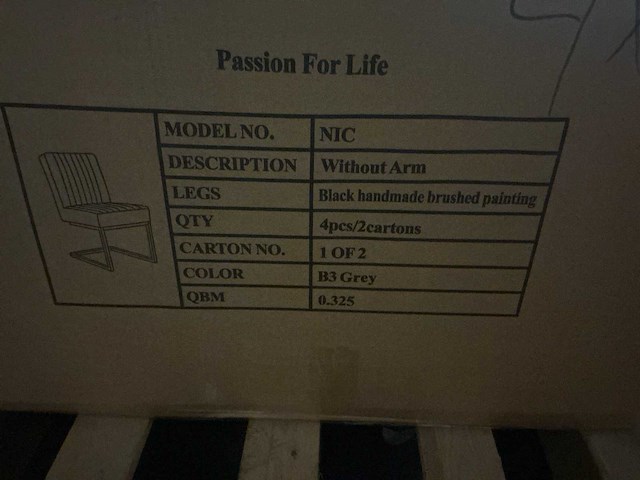 Passion For Life
MODEL NO. NIC
DESCRIPTION Without Arm
LEGS Black handmade brushed painting
QTY 4pcs/2cartons
CARTON NO. 1 OF 2
COLOR B3 Grey
QBM 0.325